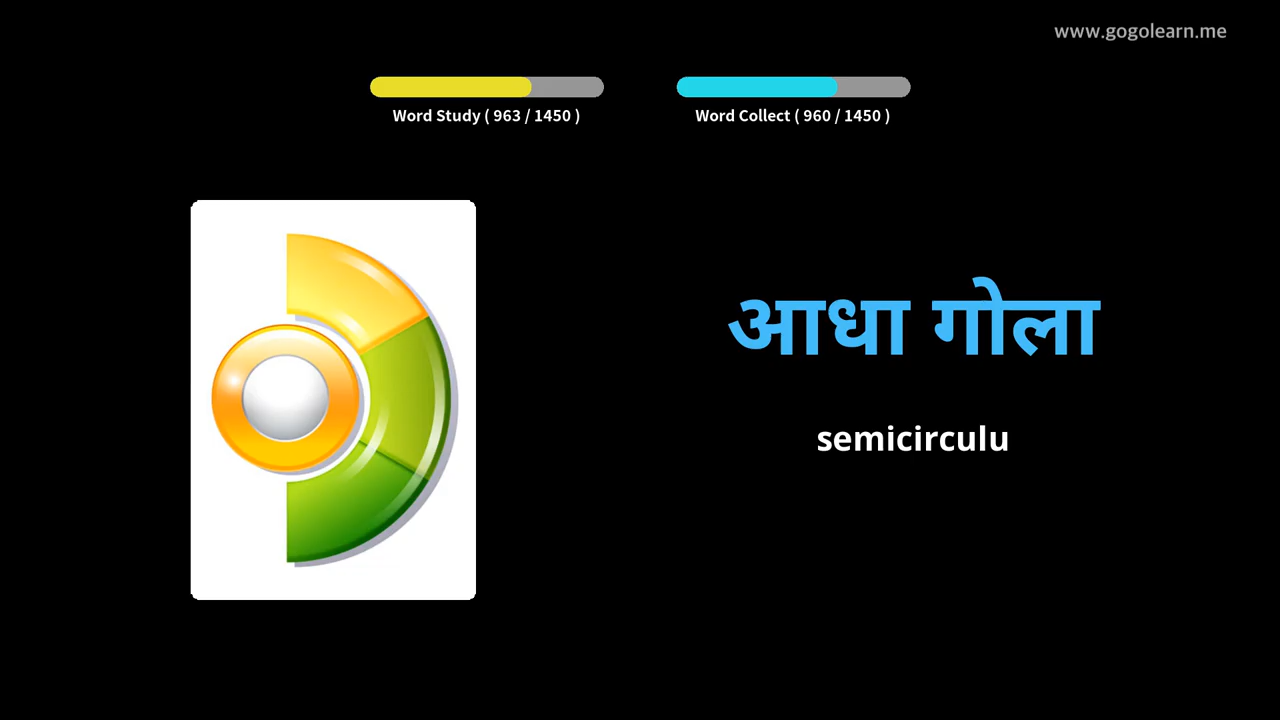 www.gogolearn.me
Word Study ( 963 / 1450 )
Word Collect ( 960 / 1450 )
आधा गोला
semicirculu